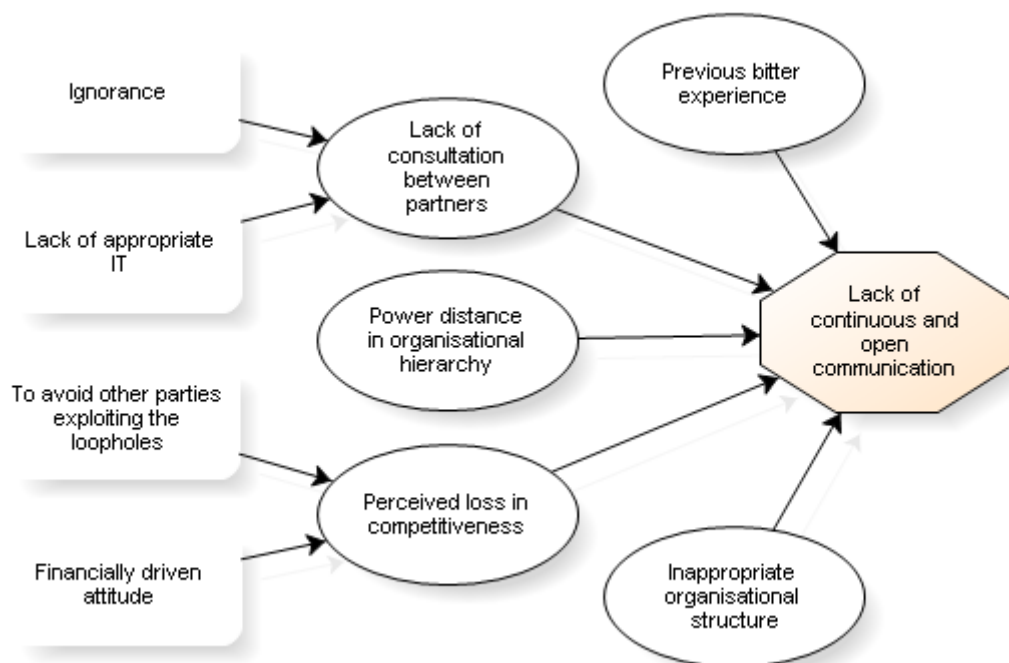 Ignorance
Lack of appropriate
IT
To avoid other parties
exploiting the
loopholes
Financially driven
attitude
Lack of
consultation
between
partners
Power distance
in organisational
hierarchy
Perceived loss in
competitiveness
Previous bitter
experience
Inappropriate
organisational
structure
Lack of
continuous and
open
communication